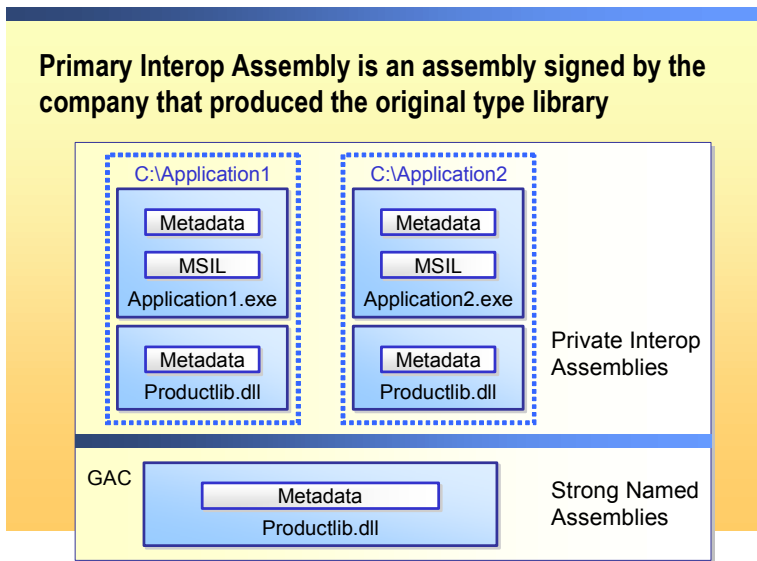 Primary Interop Assembly is an assembly signed by the
company that produced the original type library
C:\Application1
Metadata
MSIL
Application1.exe
Metadata
Productlib.dll
C:\Application2
Metadata
MSIL
Application2.exe
Metadata
Productlib.dll
Private Interop
Assemblies
GAC
Metadata
Productlib.dll
Strong Named
Assemblies